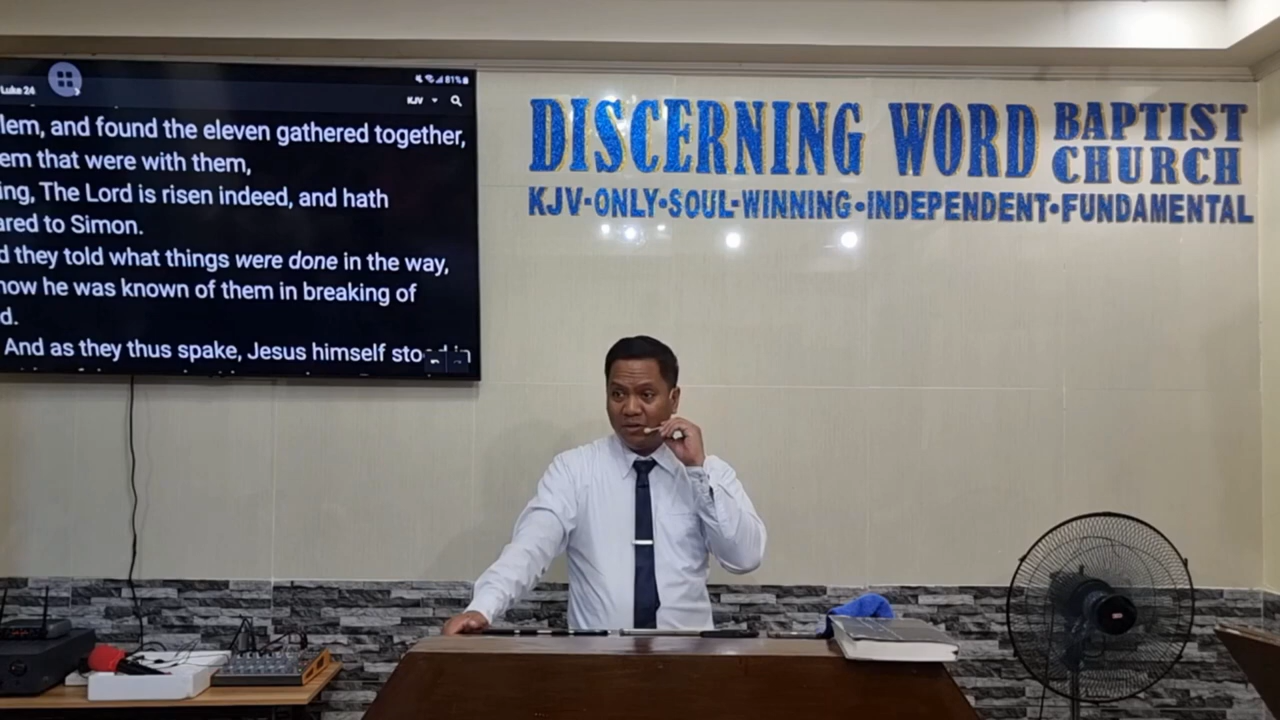 Luke 24
81%
KJV
lem, and found the eleven gathered together,
em that were with them,
ing, The Lord is risen indeed, and hath
ared to Simon.
d they told what things were done in the way,
how he was known of them in breaking of
d.
And as they thus spake, Jesus himself stood in
DISCERNING WORD BAPTIST CHURCH
KJV-ONLY•SOUL-WINNING•INDEPENDENT•FUNDAMENTAL